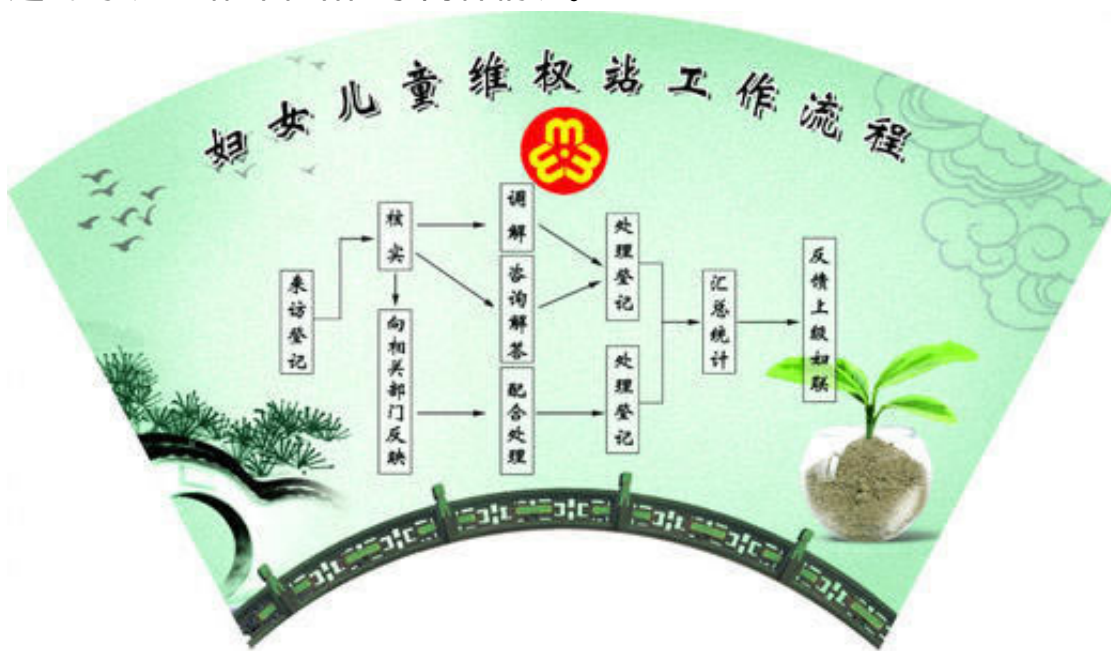 妇女儿童维权站工作流程
来访登记
核实
向相关部门反映
调解
咨询解答
配合处理
处理登记
处理登记
汇总统计
反馈上级妇联